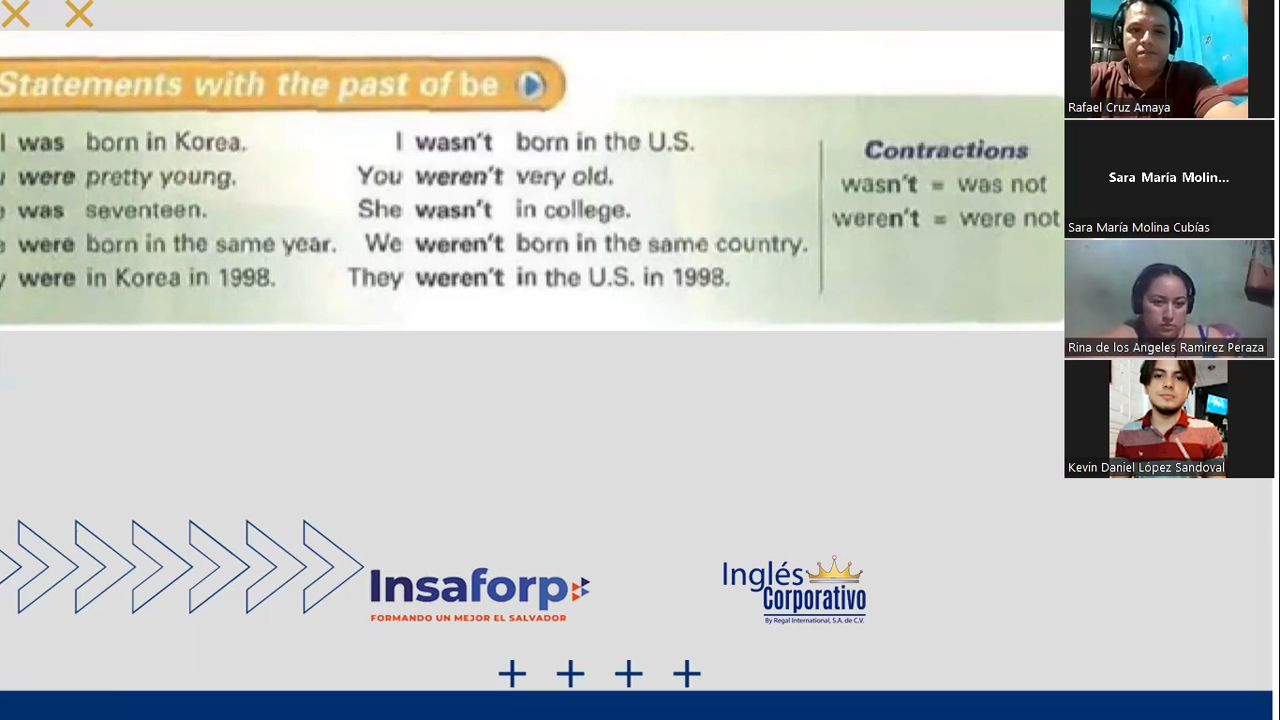 Statements with the past of be
I was born in Korea.
were pretty young.
was seventeen.
were born in the same year.
were in Korea in 1998.
I wasn't born in the U.S.
You weren't very old.
She wasn't in college.
We weren't born in the same country.
They weren't in the U.S. in 1998.
Contractions
wasn't = was not
weren't = were not
Rafael Cruz Amaya
Sara María Molin...
Sara María Molina Cubías
Rina de los Angeles Ramirez Peraza
Kevin Daniel López Sandoval
Insaforp
FORMANDO UN MEJOR EL SALVADOR
Inglés
Corporativo
By Regal International, S.A. de C.V.